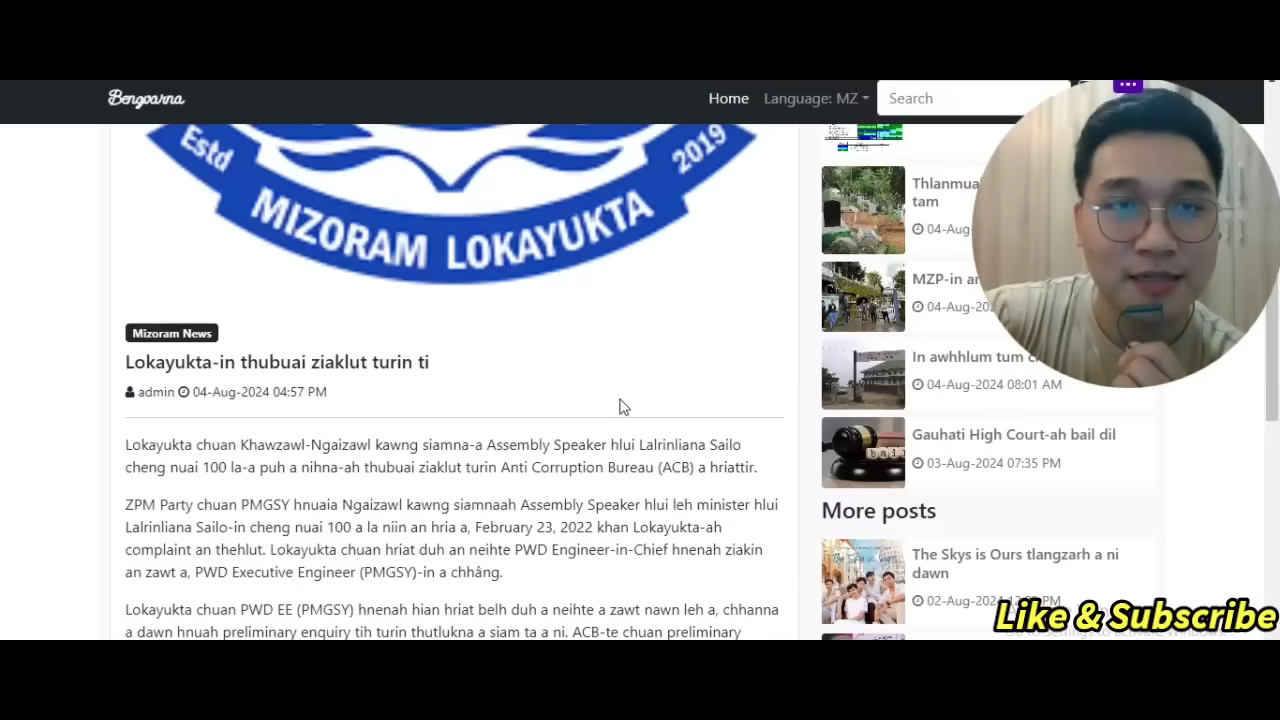 Bengvarna
Home
Language: MZ
Search
Estd
2019
MIZORAM LOKAYUKTA
Mizoram News
Lokayukta-in thubuai ziaklut turin ti
admin 04-Aug-2024 04:57 PM
Lokayukta chuan Khawzawl-Ngaizawl kawng siamna-a Assembly Speaker hlui Lalrinliana Sailo
cheng nuai 100 la-a puh a nihna-ah thubuai ziaklut turin Anti Corruption Bureau (ACB) a hriattir.
ZPM Party chuan PMGSY hnuaia Ngaizawl kawng siamnaah Assembly Speaker hlui leh minister hlui
Lalrinliana Sailo-in cheng nuai 100 a la niin an hria a, February 23, 2022 khan Lokayukta-ah
complaint an thehlut. Lokayukta chuan hriat duh an neihte PWD Engineer-in-Chief hnenah ziakin
an zawt a, PWD Executive Engineer (PMGSY)-in a chhâng.
Lokayukta chuan PWD EE (PMGSY) hnenah hian hriat belh duh a neihte a zawt nawn leh a, chhanna
a dawn hnuah preliminary enquiry tih turin thutlukna a siam ta a ni. ACB-te chuan preliminary
Thlanmua
tam
04-Aug
MZP-in an
04-Aug-202
In awhhlum tum
04-Aug-2024 08:01 AM
Gauhati High Court-ah bail dil
03-Aug-2024 07:35 PM
More posts
The Skys is Ours tlangzarh a ni
dawn
02-Aug-2024
Like & Subscribe